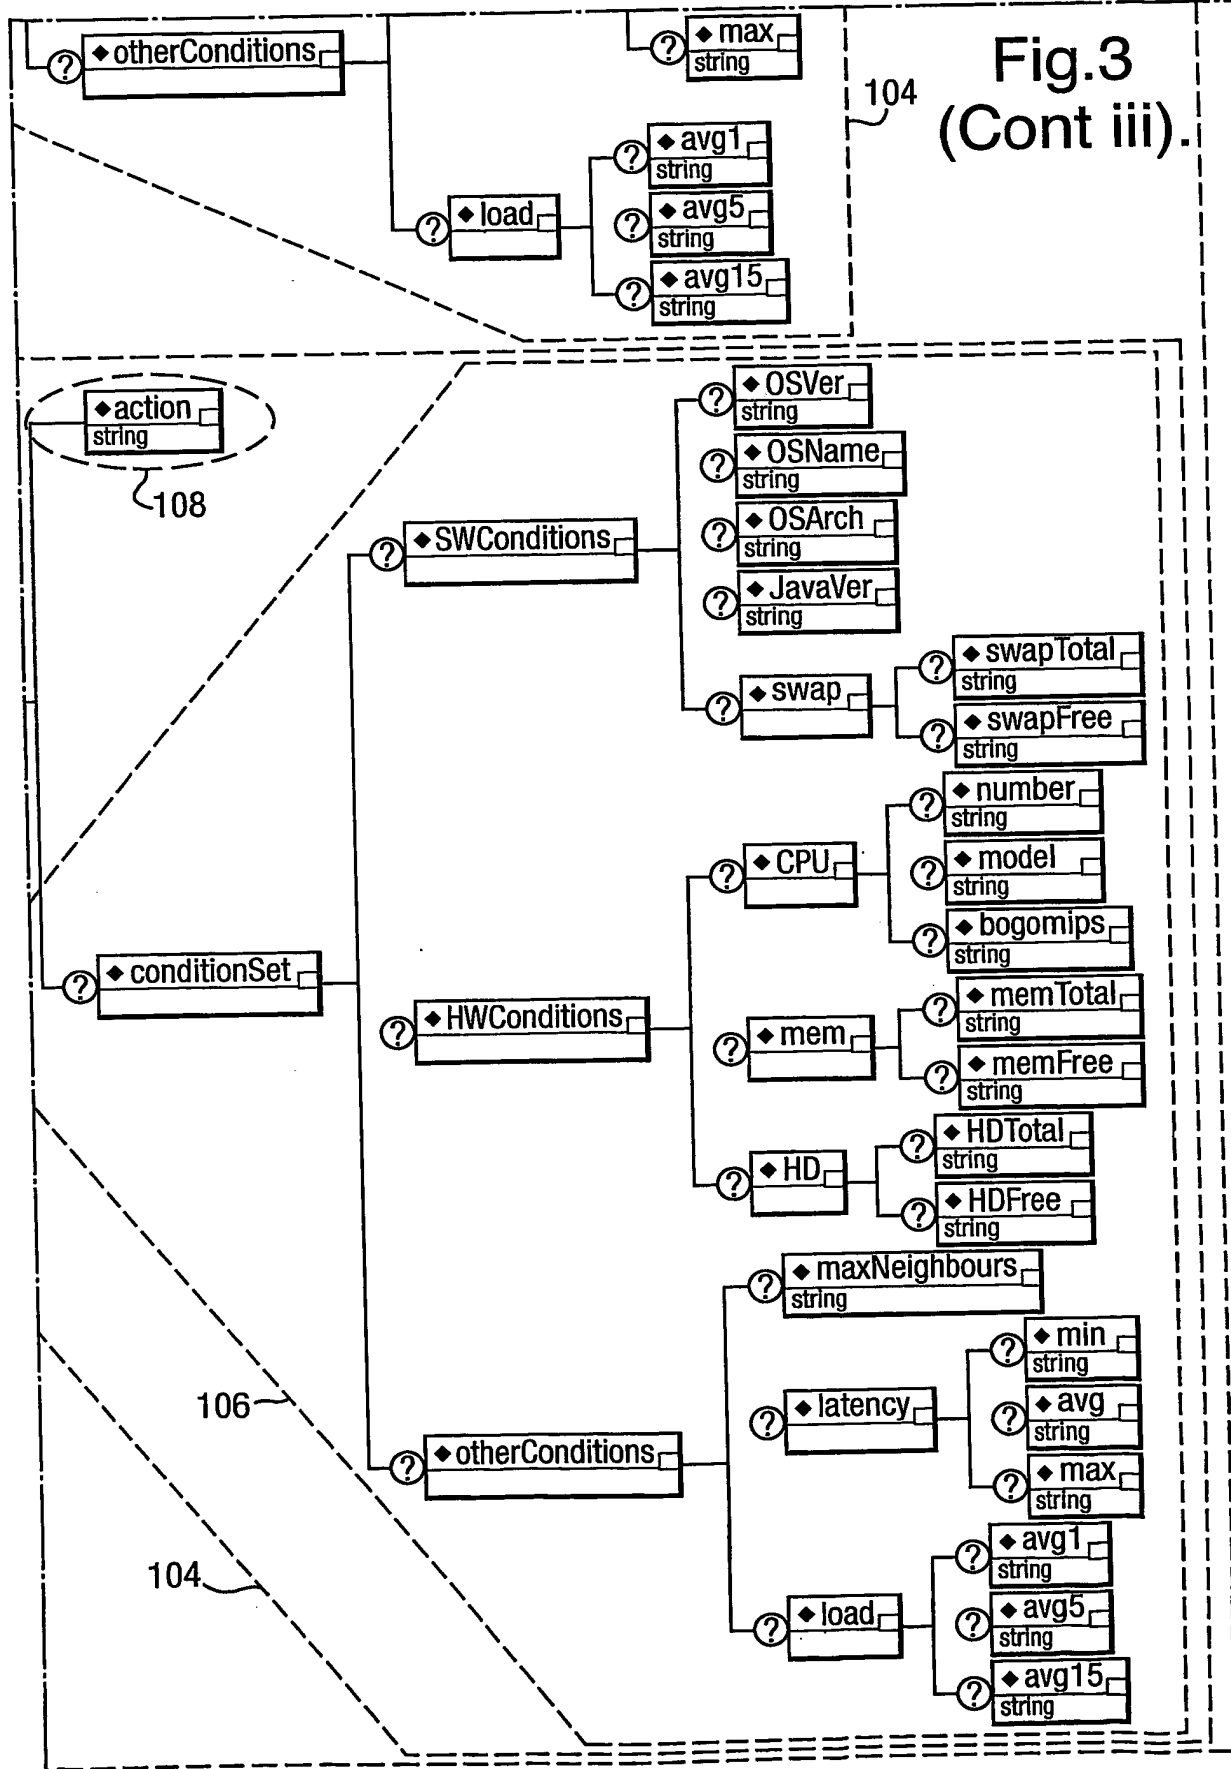 ? ◆ otherConditions
? ◆ max
string
Fig.3
(Cont iii).
104
? ◆ avg1
string
? ◆ load
? ◆ avg5
string
? ◆ avg15
string
◆ action
string
108
? ◆ OSVer
string
? ◆ OSName
string
? ◆ OSArch
string
? ◆ SWConditions
? ◆ JavaVer
string
? ◆ swap
? ◆ swapTotal
string
? ◆ swapFree
string
? ◆ number
string
? ◆ CPU
? ◆ model
string
? ◆ bogomips
string
? ◆ conditionSet
? ◆ HWConditions
? ◆ mem
? ◆ memTotal
string
? ◆ memFree
string
? ◆ HD
? ◆ HDTotal
string
? ◆ HDFree
string
? ◆ maxNeighbours
string
? ◆ min
string
106
? ◆ latency
? ◆ avg
string
? ◆ otherConditions
? ◆ max
string
104
? ◆ avg1
string
? ◆ load
? ◆ avg5
string
? ◆ avg15
string